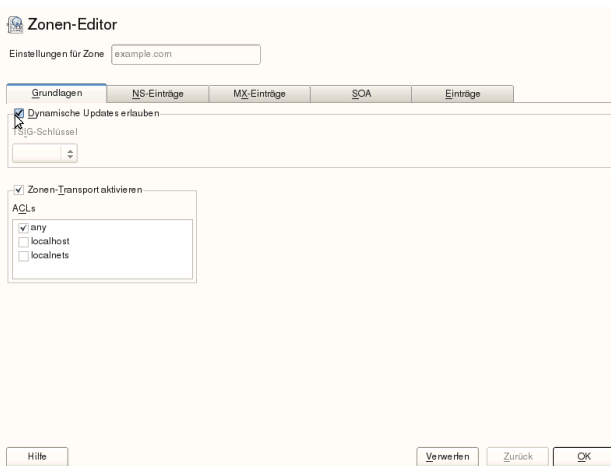 Zonen-Editor
Einstellungen für Zone example.com
Grundlagen NS-Einträge MX-Einträge SOA Einträge
Dynamische Updates erlauben
TSIG-Schlüssel
Zonen-Transport aktivieren
ACLs
any
localhost
localnets
Hilfe Verwerfen Zurück OK